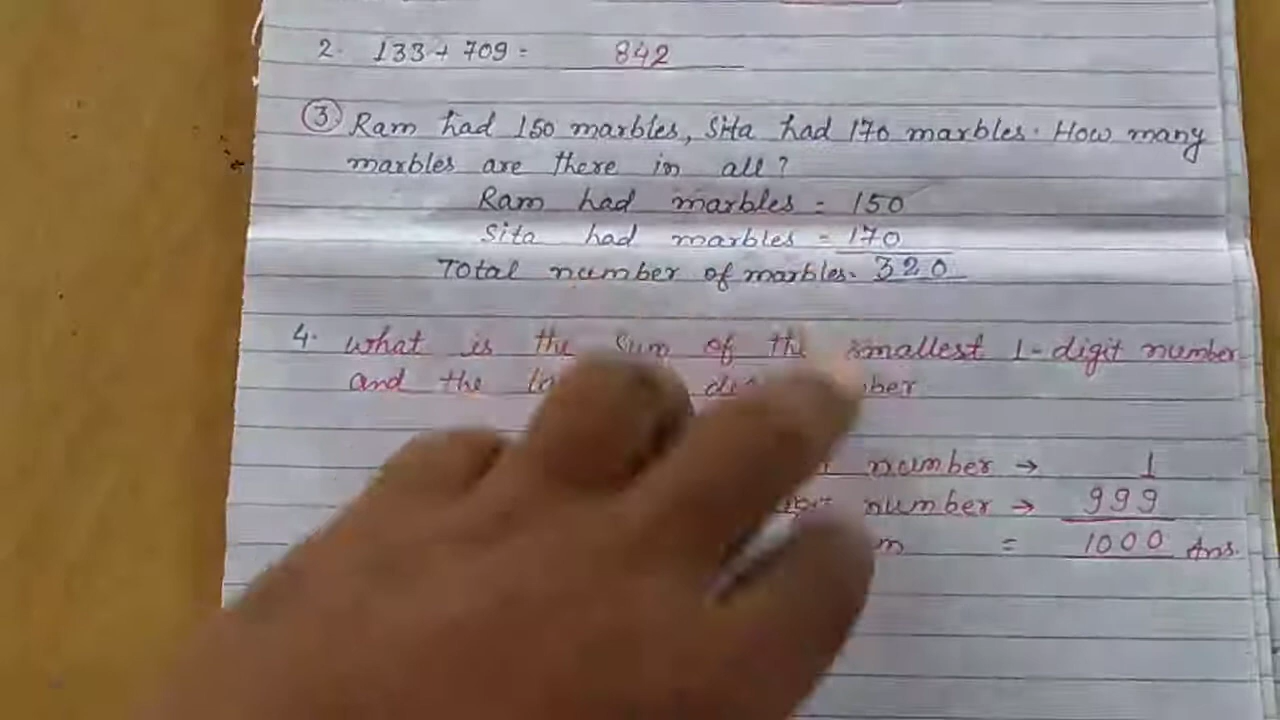 2. 133 + 709 = 842
③ Ram had 150 marbles, Sita had 170 marbles. How many
marbles are there in all?
Ram had marbles = 150
Sita had marbles = 170
Total number of marbles = 320
4. what is the sum of the smallest 1-digit number
and the
number → 1
number → 999
= 1000 Ans.